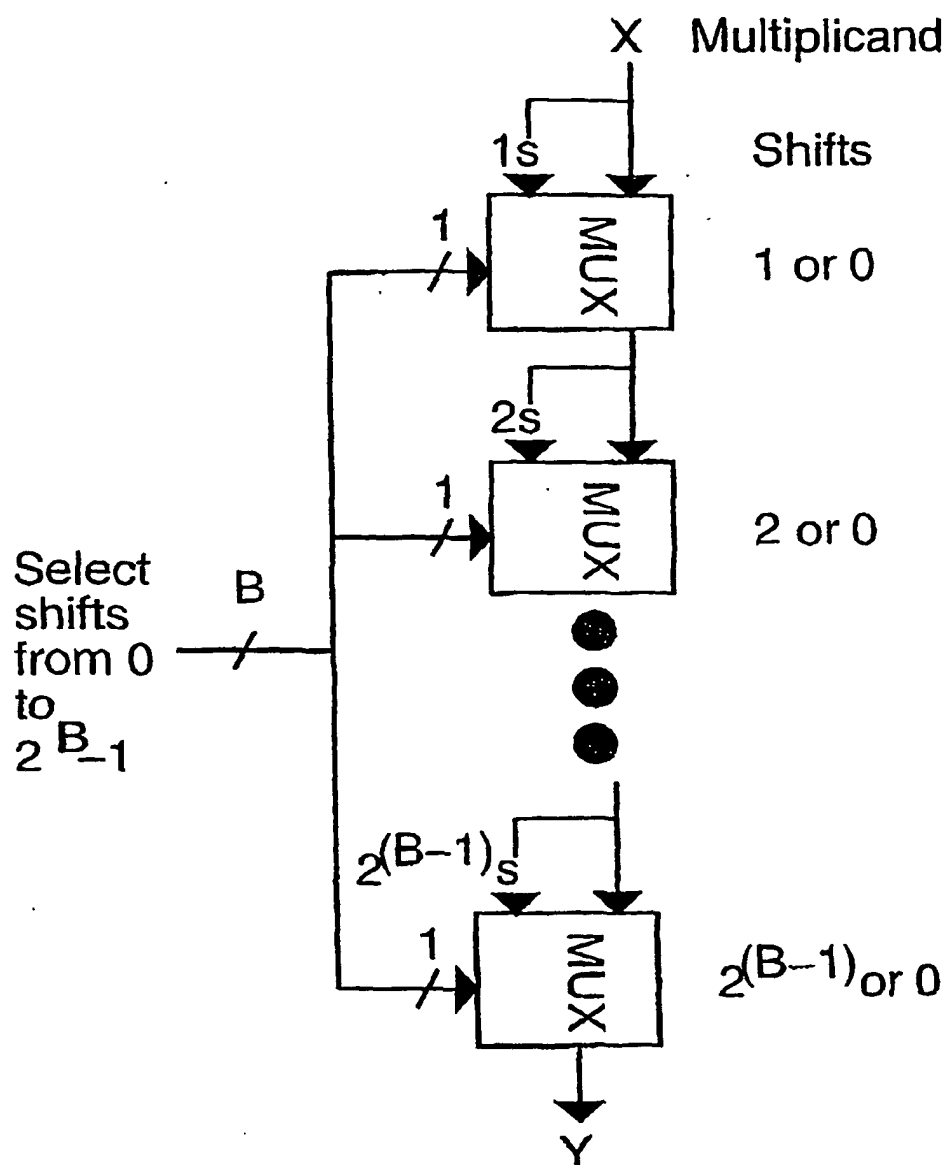 X Multiplicand
1s
Shifts
1
MUX
1 or 0
2s
1
MUX
2 or 0
Select
shifts
from 0
to
2^B-1
B
2^(B-1)s
1
MUX
2^(B-1) or 0
Y